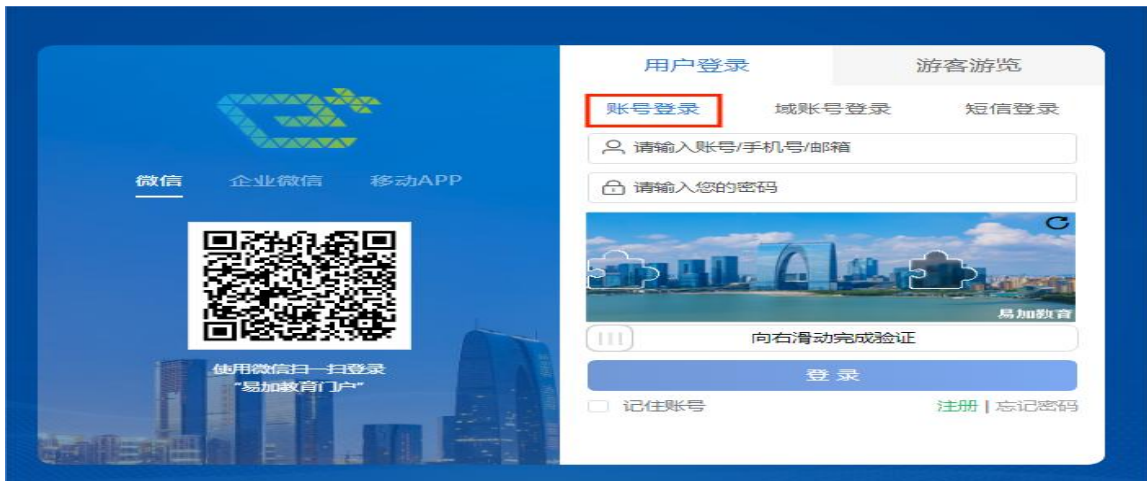 微信 企业微信 移动APP
使用微信扫一扫登录
“易加教育门户”
用户登录 游客游览
账号登录 域账号登录 短信登录
请输入账号/手机号/邮箱
请输入您的密码
易加教育
向右滑动完成验证
登录
记住账号 注册 | 忘记密码